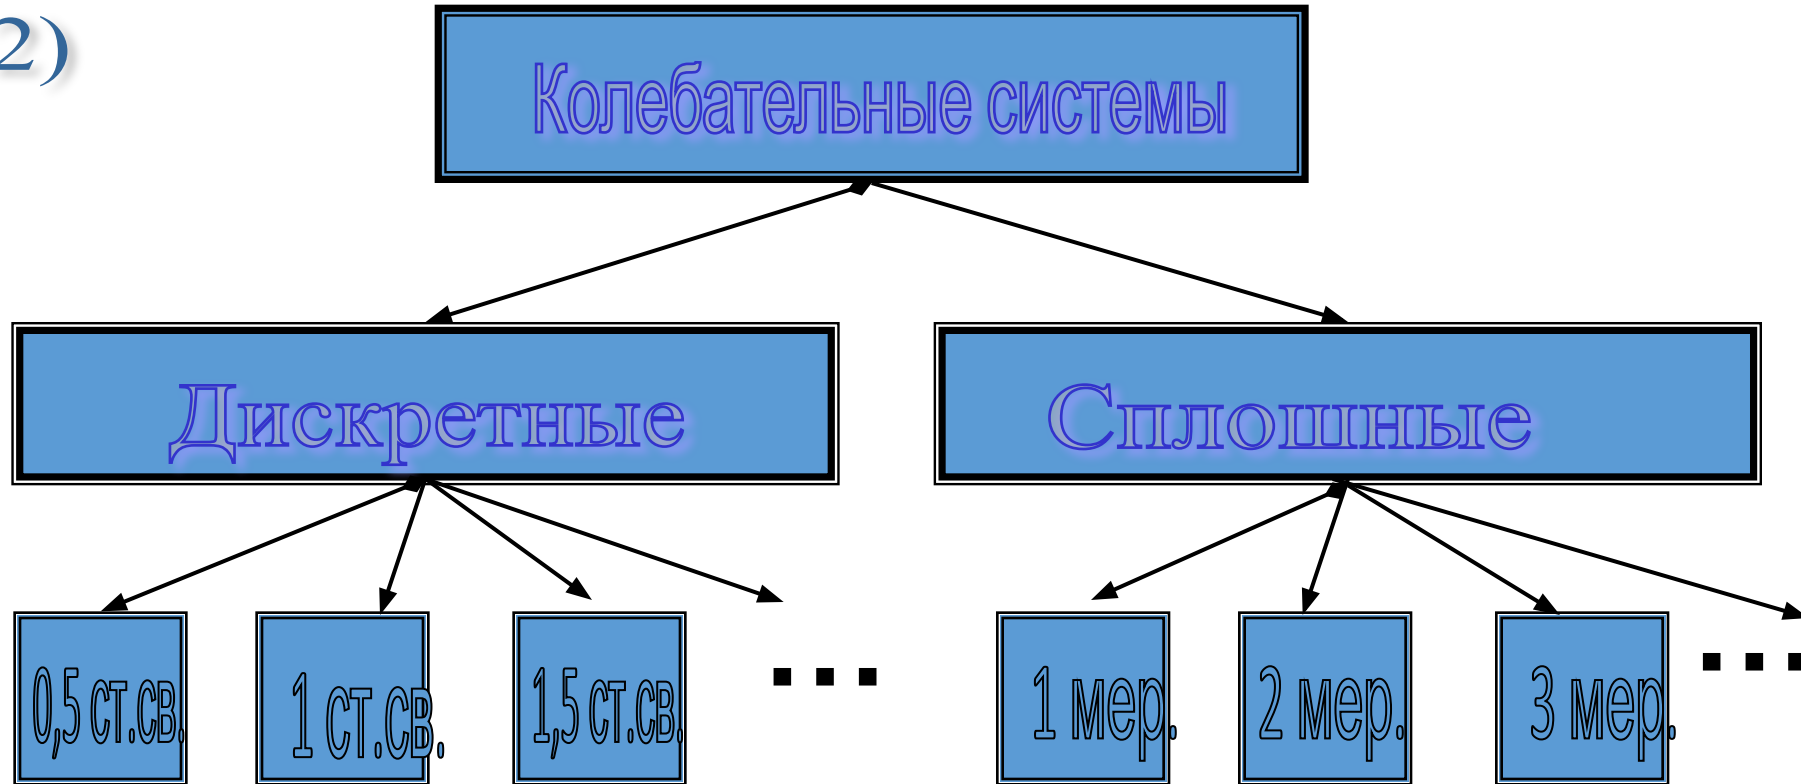 2)
Колебательные системы
Дискретные
Сплошные
0,5 ст.св.
1 ст.св.
1,5 ст.св.
...
1 мер.
2 мер.
3 мер.
...